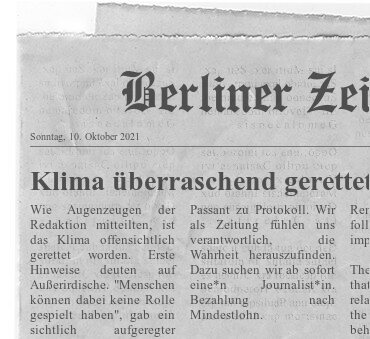 Berliner Zei
Sonntag, 10. Oktober 2021
Klima überraschend gerettet
Wie Augenzeugen der
Redaktion mitteilten, ist
das Klima offensichtlich
gerettet worden. Erste
Hinweise deuten auf
Außerirdische. "Menschen
können dabei keine Rolle
gespielt haben", gab ein
sichtlich aufgeregter
Passant zu Protokoll. Wir
als Zeitung fühlen uns
verantwortlich, die
Wahrheit herauszufinden.
Dazu suchen wir ab sofort
eine*n Journalist*in.
Bezahlung nach
Mindestlohn.
Ren
foll
imp
The
that
rela
the
beh